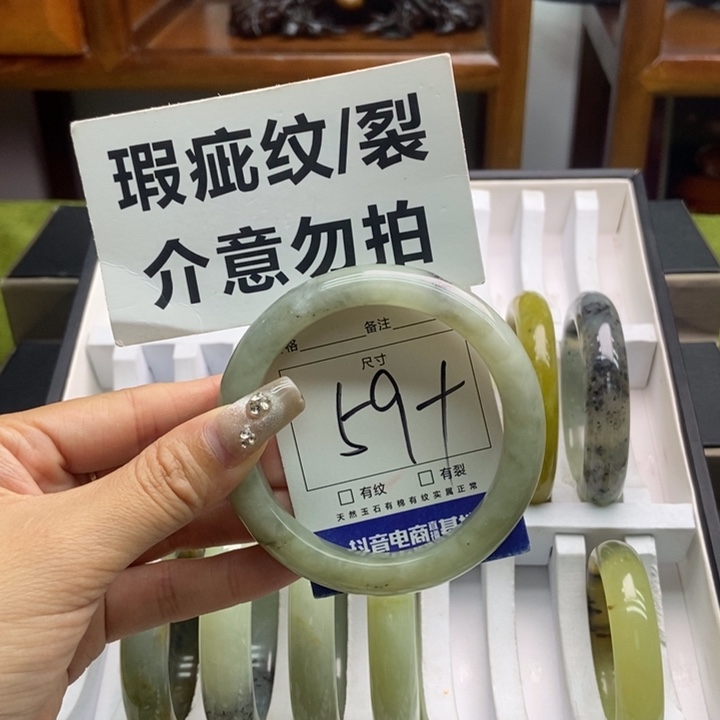 瑕疵纹/裂
介意勿拍
格 备注
尺寸
59+
□有纹 □有裂
天然玉石有棉有纹实属正常
抖音电商